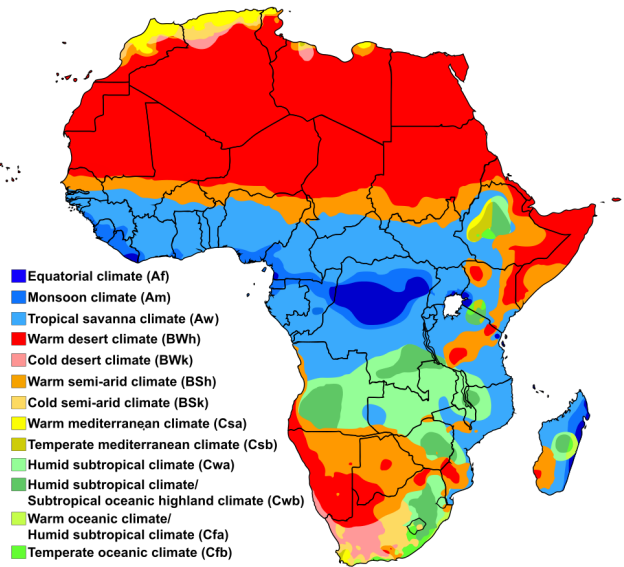 Equatorial climate (Af)
Monsoon climate (Am)
Tropical savanna climate (Aw)
Warm desert climate (BWh)
Cold desert climate (BWk)
Warm semi-arid climate (BSh)
Cold semi-arid climate (BSk)
Warm mediterranean climate (Csa)
Temperate mediterranean climate (Csb)
Humid subtropical climate (Cwa)
Humid subtropical climate/
Subtropical oceanic highland climate (Cwb)
Warm oceanic climate/
Humid subtropical climate (Cfa)
Temperate oceanic climate (Cfb)